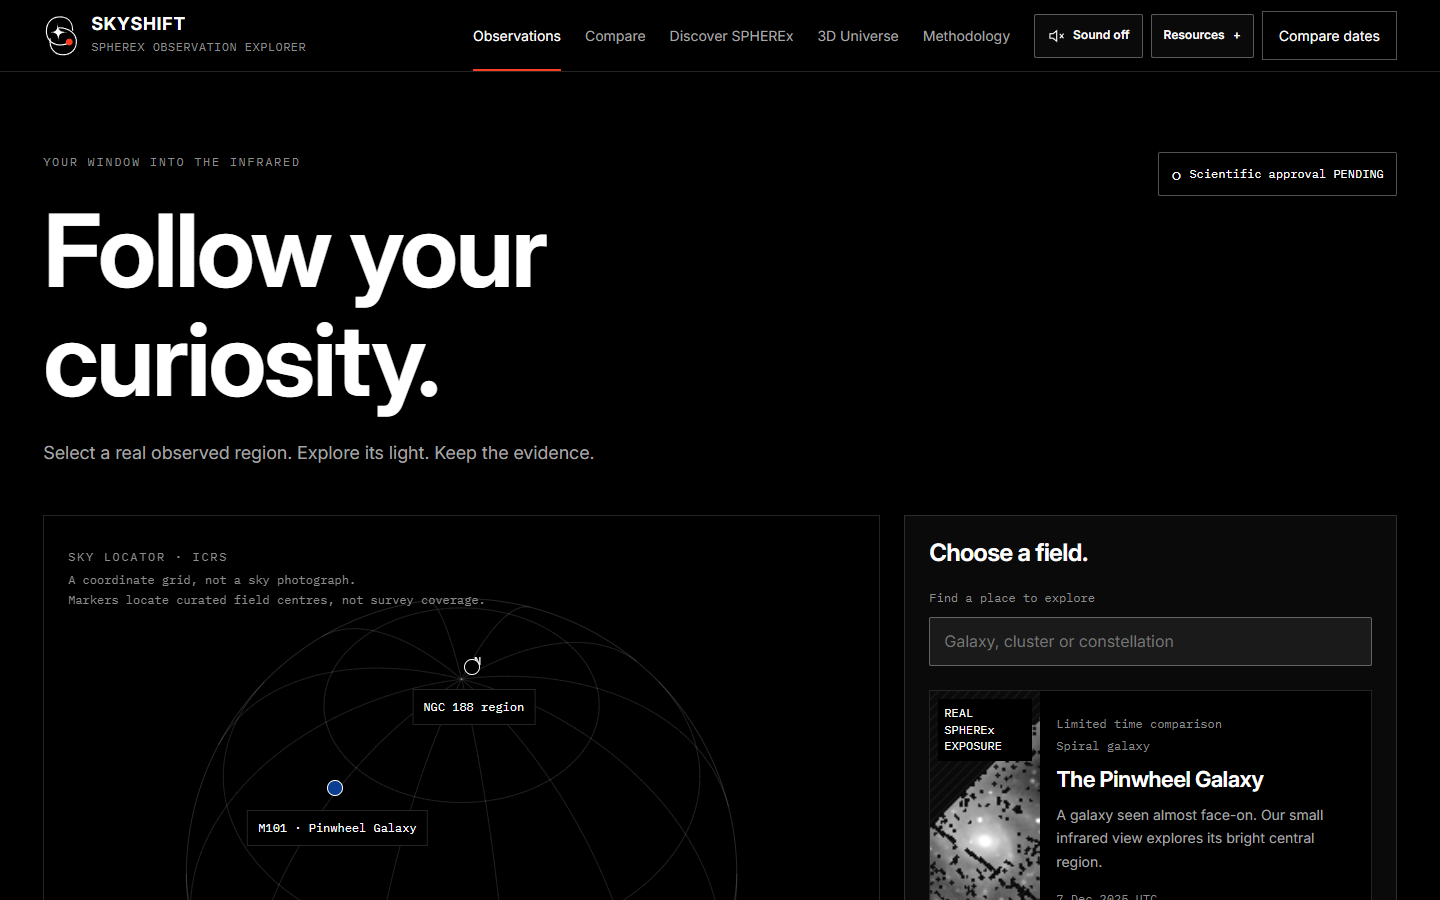 SKYSHIFT
SPHEREX OBSERVATION EXPLORER
Observations
Compare
Discover SPHEREx
3D Universe
Methodology
Sound off
Resources +
Compare dates
YOUR WINDOW INTO THE INFRARED
Scientific approval PENDING
Follow your
curiosity.
Select a real observed region. Explore its light. Keep the evidence.
SKY LOCATOR · ICRS
A coordinate grid, not a sky photograph.
Markers locate curated field centres, not survey coverage.
N
NGC 188 region
M101 · Pinwheel Galaxy
Choose a field.
Find a place to explore
Galaxy, cluster or constellation
REAL
SPHEREx
EXPOSURE
Limited time comparison
Spiral galaxy
The Pinwheel Galaxy
A galaxy seen almost face-on. Our small
infrared view explores its bright central
region.
7 Dec 2025 UTC